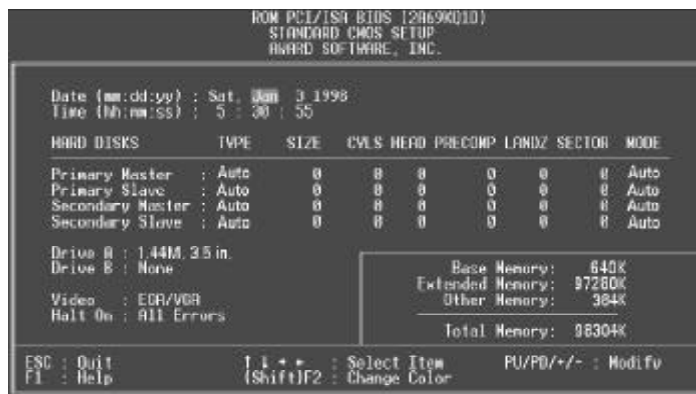 ROM PCI/ISA BIOS (2A69KQ1D)
STANDARD CMOS SETUP
AWARD SOFTWARE, INC.
Date (mm:dd:yy) : Sat, Jan 3 1998
Time (hh:mm:ss) : 5 : 30 : 55
HARD DISKS TYPE SIZE CYLS HEAD PRECOMP LANDZ SECTOR MODE
Primary Master : Auto 0 0 0 0 0 0 Auto
Primary Slave : Auto 0 0 0 0 0 0 Auto
Secondary Master : Auto 0 0 0 0 0 0 Auto
Secondary Slave : Auto 0 0 0 0 0 0 Auto
Drive A : 1.44M, 3.5 in.
Drive B : None
Video : EGA/VGA
Halt On : All Errors
Base Memory: 640K
Extended Memory: 97280K
Other Memory: 384K
Total Memory: 98304K
ESC : Quit ↑ ↓ → ← : Select Item PU/PD/+/- : Modify
F1 : Help (Shift)F2 : Change Color